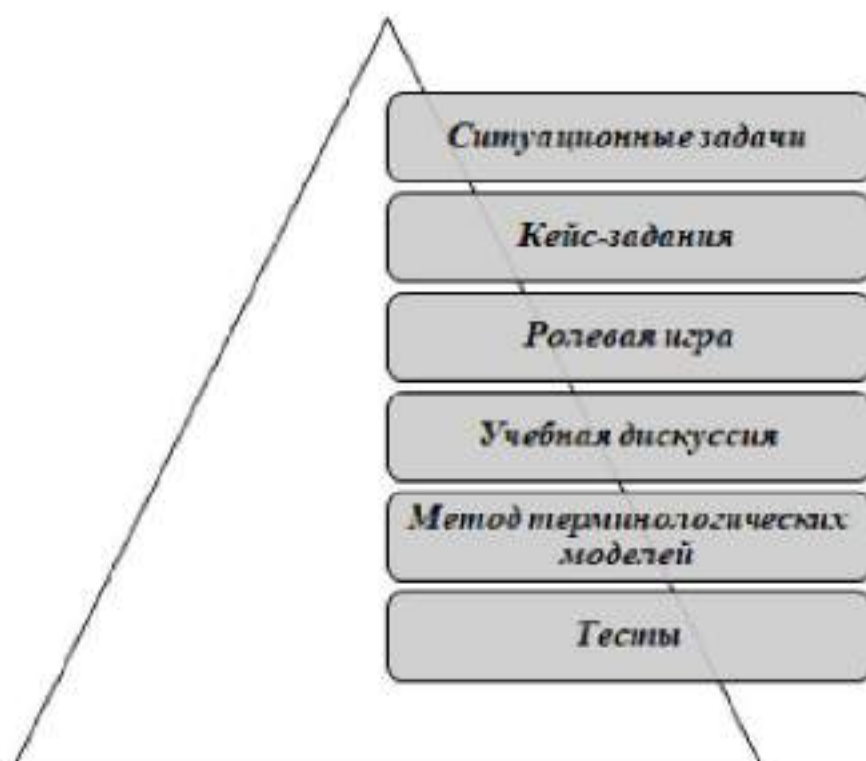 Ситуационные задачи
Кейс-задания
Ролевая игра
Учебная дискуссия
Метод терминологических
моделей
Тесты